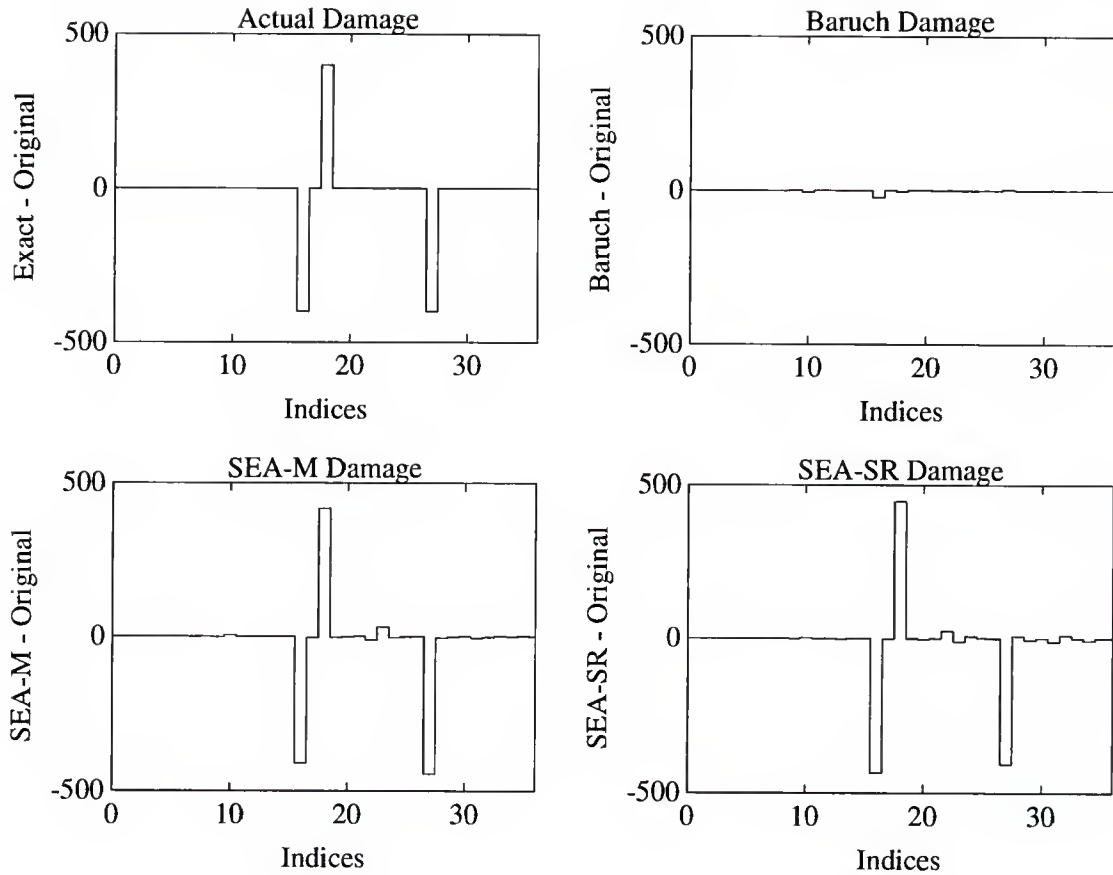 Actual Damage
500
0
-500
0 10 20 30
Exact - Original
Indices
Baruch Damage
500
0
-500
0 10 20 30
Baruch - Original
Indices
SEA-M Damage
500
0
-500
0 10 20 30
SEA-M - Original
Indices
SEA-SR Damage
500
0
-500
0 10 20 30
SEA-SR - Original
Indices